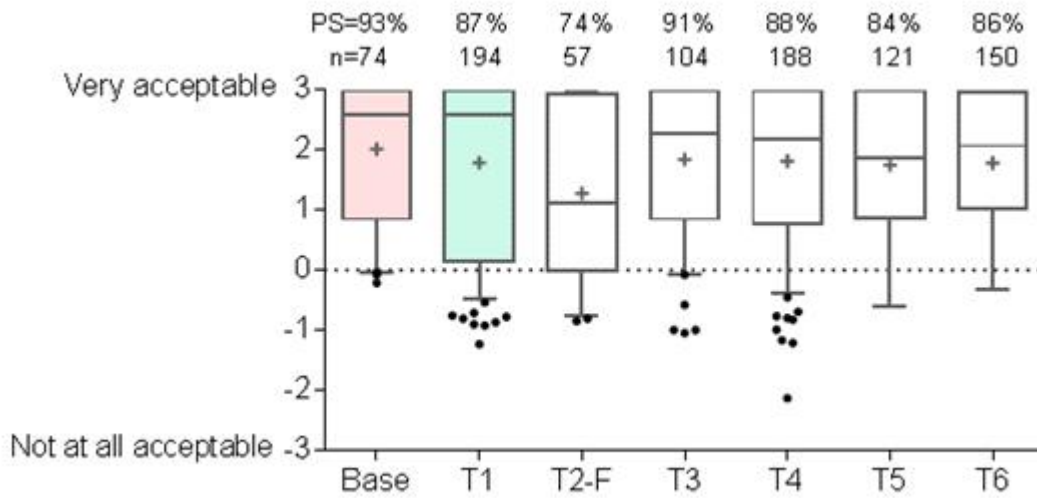 PS=93% 87% 74% 91% 88% 84% 86%
n=74 194 57 104 188 121 150
Very acceptable 3
2
1
0
-1
-2
Not at all acceptable -3
Base T1 T2-F T3 T4 T5 T6